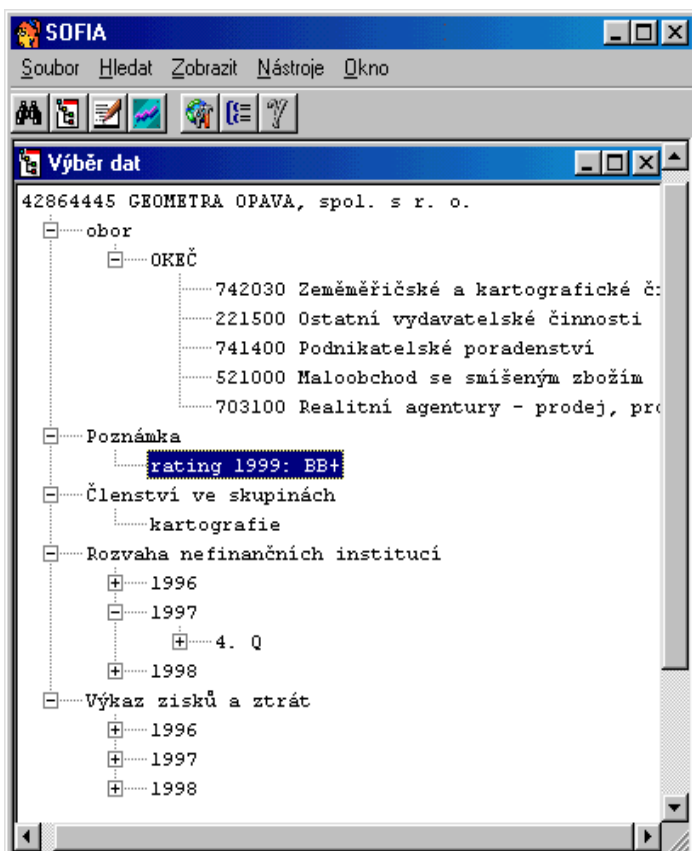 SOFIA
Soubor Hledat Zobrazit Nástroje Okno
Výběr dat
42864445 GEOMETRA OPAVA, spol. s r. o.
obor
OKEČ
742030 Zeměměřičské a kartografické č
221500 Ostatní vydavatelské činnosti
741400 Podnikatelské poradenství
521000 Maloobchod se smíšeným zbožím
703100 Realitní agentury - prodej, pro
Poznámka
rating 1999: BB+
Členství ve skupinách
kartografie
Rozvaha nefinančních institucí
1996
1997
4. Q
1998
Výkaz zisků a ztrát
1996
1997
1998